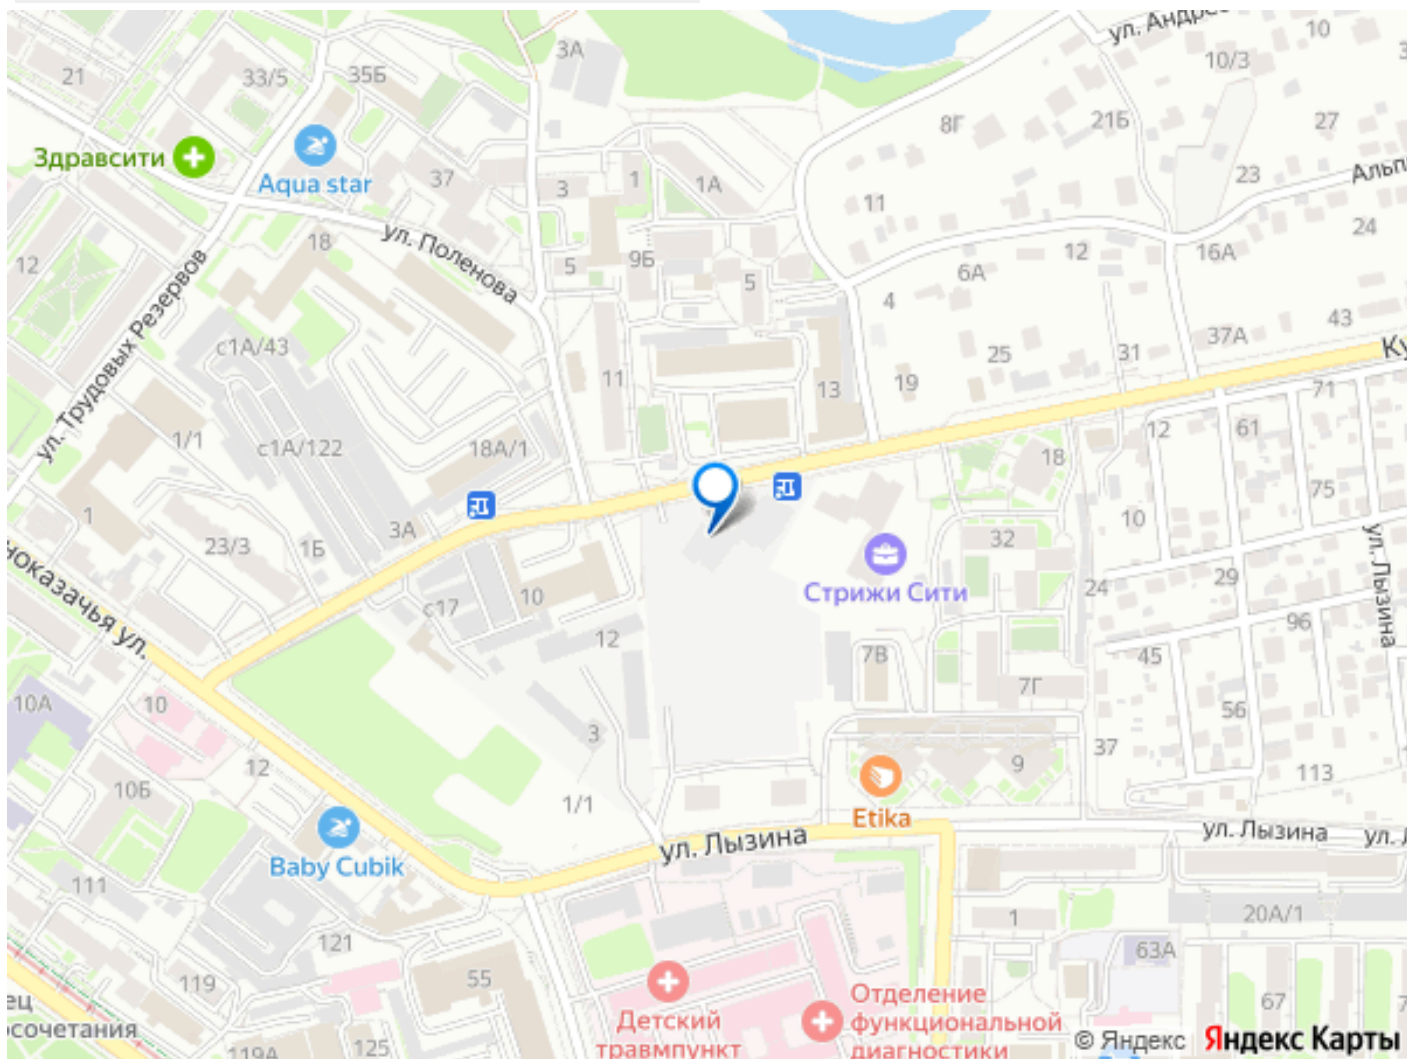 ул. Андре
10
3А
10/3
21
33/5
35Б
8Г
21Б
27
Здравсити
Aqua star
37
3
1
1А
23
Альп
11
ул. Поленова
18
12
5
9Б
5
6А
12
16А
24
4
ул. Трудовых Резервов
с1А/43
43
37А
Ку
31
25
19
11
13
71
1/1
с1А/122
18А/1
12
61
18
75
1
3А
10
23/3
1Б
32
ул. Лызина
Стрижи Сити
24
29
ноказачья ул.
с17
10
12
96
7В
45
7Г
10А
10
56
3
37
12
9
113
10Б
1/1
Etika
ул. Лызина
ул. Лызина
ул. Л
Baby Cubik
111
1
20А/1
121
63А
119
55
Детский
травмпункт
Отделение
функциональной
диагностики
67
7
ец
сочетания
119А
125
© Яндекс Яндекс Карты